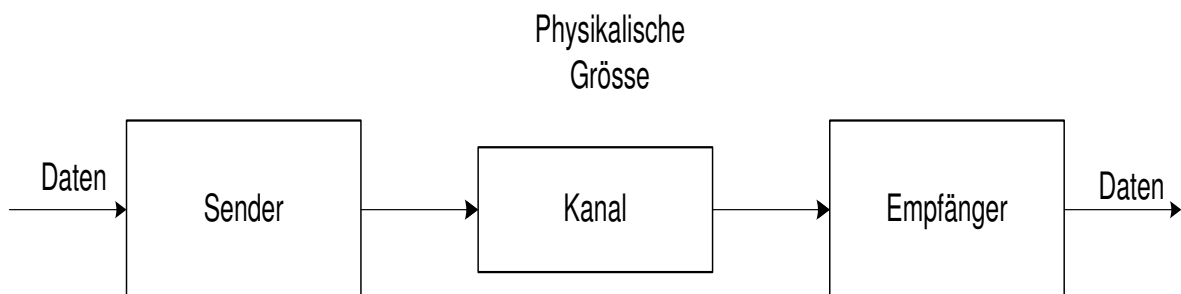 Physikalische
Grösse
Daten
Sender
Kanal
Empfänger
Daten